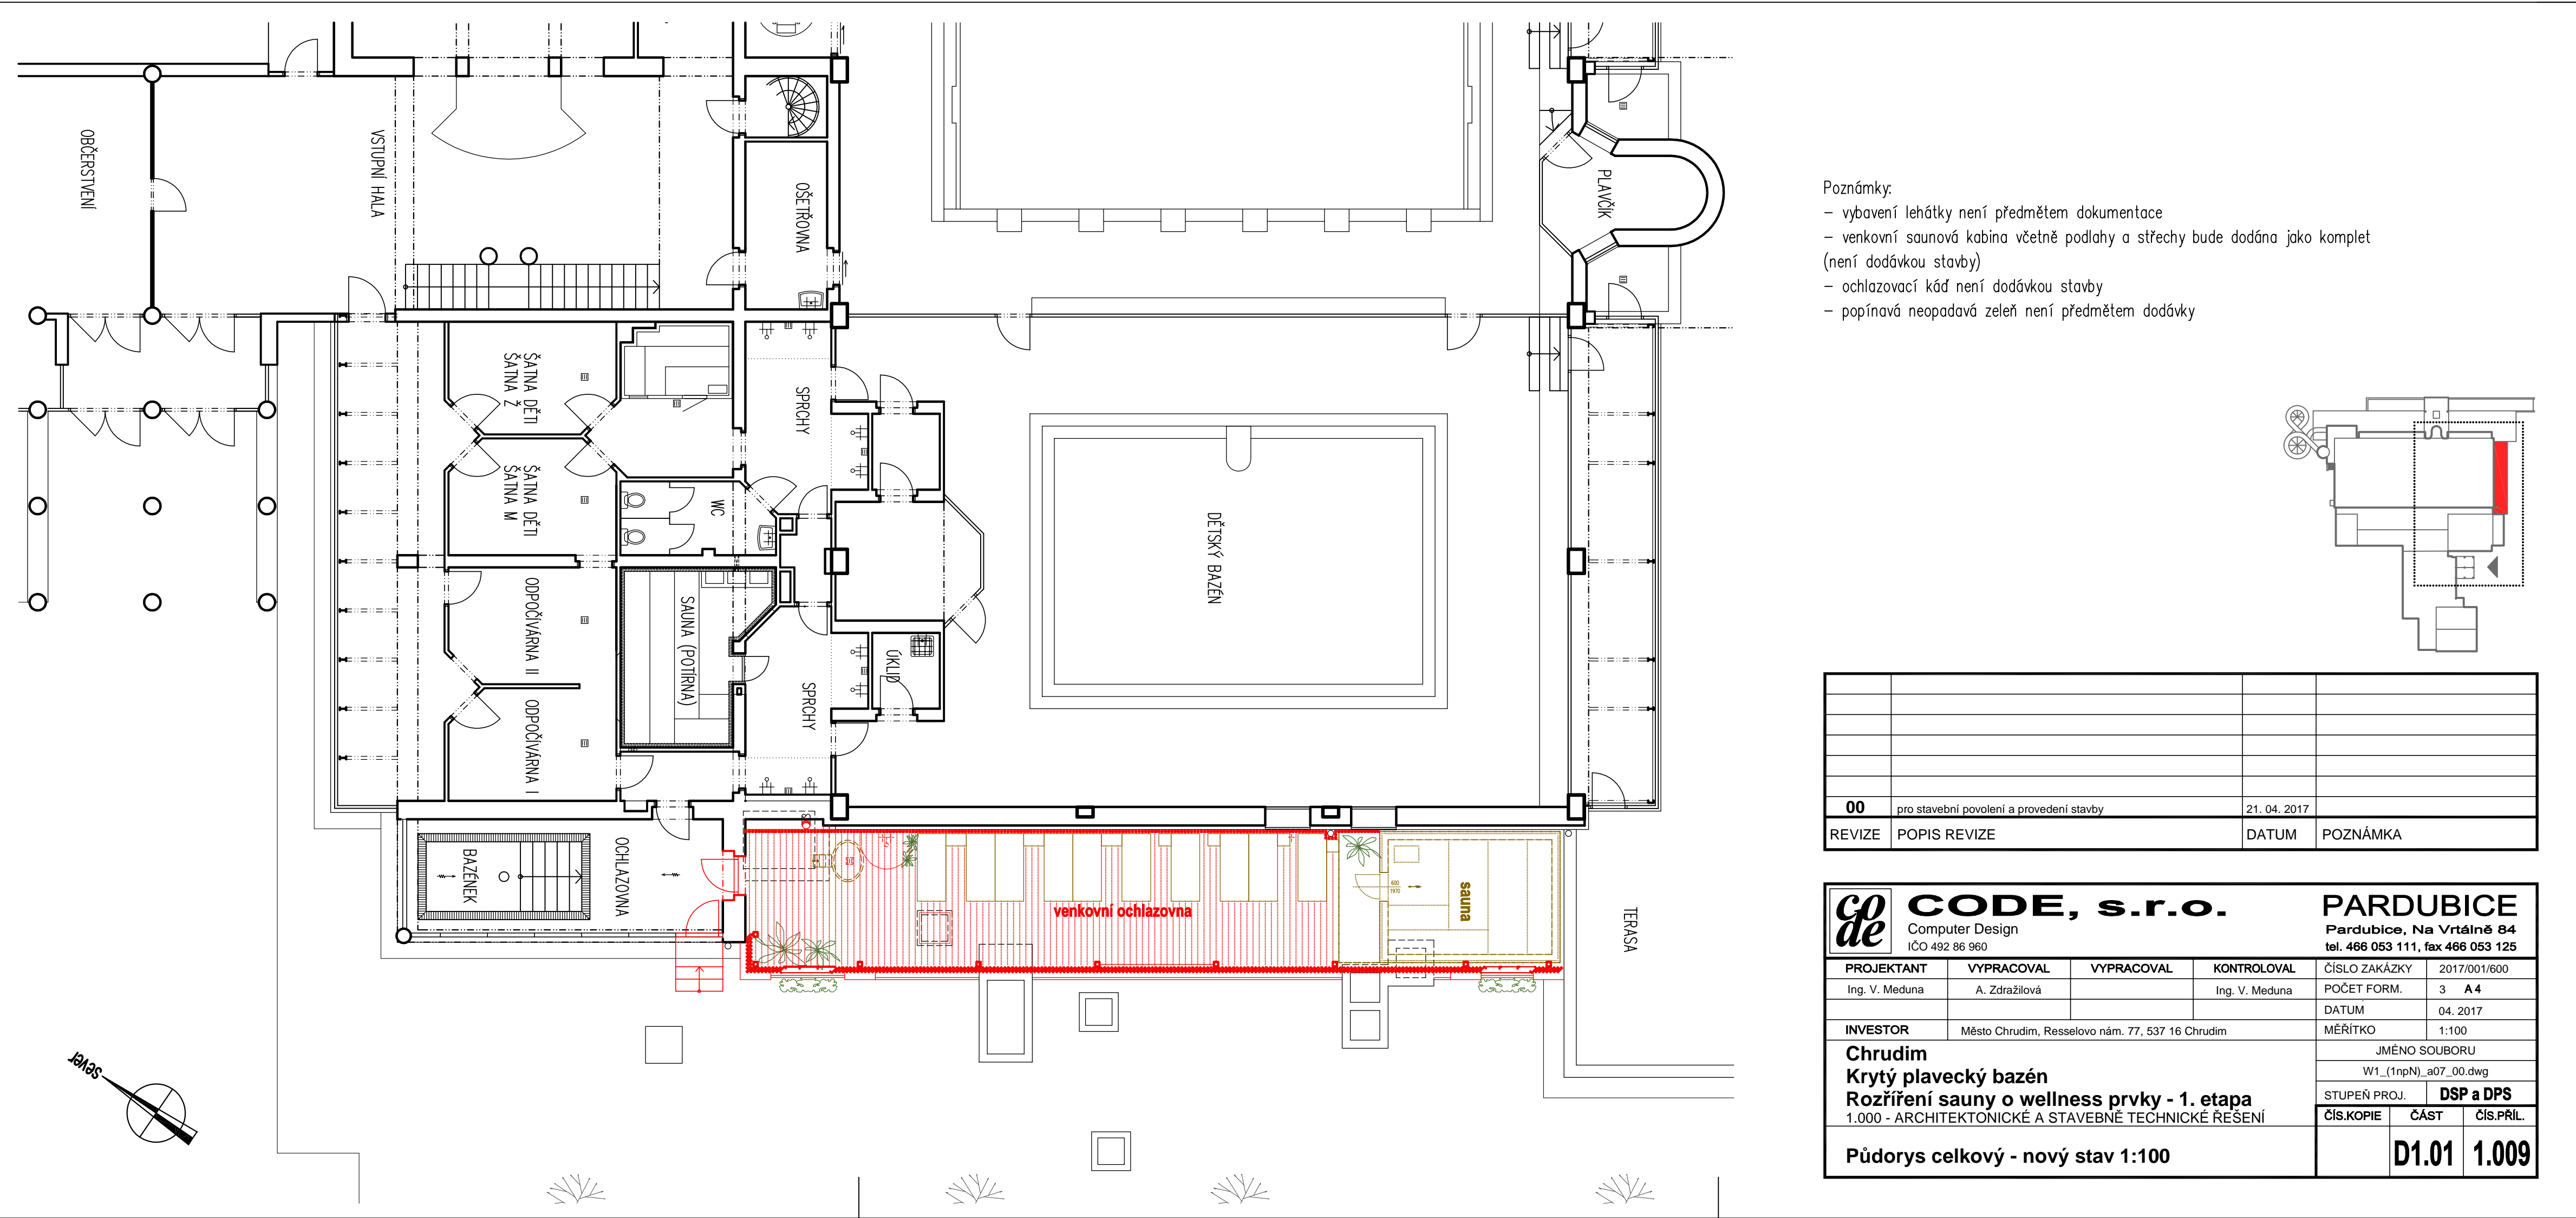 OBČERSTVENÍ
VSTUPNÍ HALA
OŠETŘOVNA
PLAVČÍK
ŠATNA DĚTI
ŠATNA Ž
SPRCHY
ŠATNA DĚTI
ŠATNA M
WC
DĚTSKÝ BAZÉN
ODPOČÍVÁRNA II
SAUNA (POTÍRNA)
ÚKLID
ODPOČÍVÁRNA I
SPRCHY
BAZÉNEK
OCHLAZOVNA
venkovní ochlazovna
600
1970
sauna
TERASA
sever
Poznámky:
– vybavení lehátky není předmětem dokumentace
– venkovní saunová kabina včetně podlahy a střechy bude dodána jako komplet
(není dodávkou stavby)
– ochlazovací káď není dodávkou stavby
– popínavá neopadavá zeleň není předmětem dodávky
00 pro stavební povolení a provedení stavby 21. 04. 2017
REVIZE POPIS REVIZE DATUM POZNÁMKA
code CODE, s.r.o. PARDUBICE
Computer Design Pardubice, Na Vrtálně 84
IČO 492 86 960 tel. 466 053 111, fax 466 053 125
PROJEKTANT VYPRACOVAL VYPRACOVAL KONTROLOVAL ČÍSLO ZAKÁZKY 2017/001/600
Ing. V. Meduna A. Zdražilová Ing. V. Meduna POČET FORM. 3 A4
DATUM 04. 2017
INVESTOR Město Chrudim, Resselovo nám. 77, 537 16 Chrudim MĚŘÍTKO 1:100
Chrudim JMÉNO SOUBORU
Krytý plavecký bazén W1_(1npN)_a07_00.dwg
Rozříření sauny o wellness prvky - 1. etapa STUPEŇ PROJ. DSP a DPS
1.000 - ARCHITEKTONICKÉ A STAVEBNĚ TECHNICKÉ ŘEŠENÍ ČÍS.KOPIE ČÁST ČÍS.PŘÍL.
Půdorys celkový - nový stav 1:100 D1.01 1.009